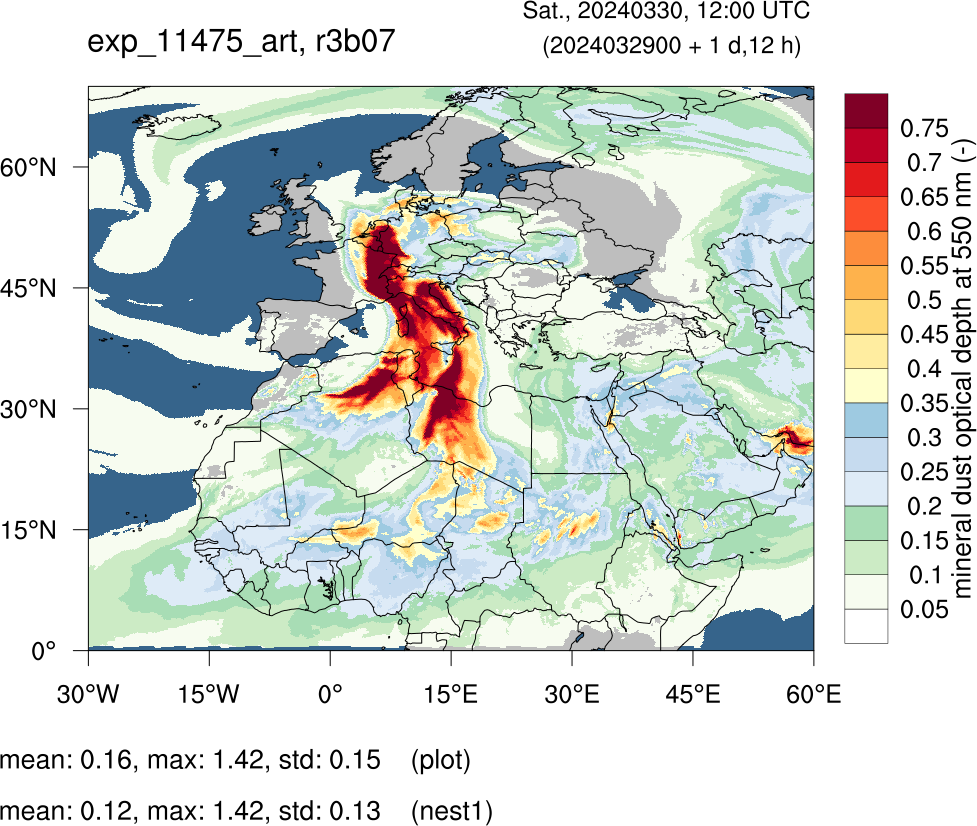 Sat., 20240330, 12:00 UTC
exp_11475_art, r3b07
(2024032900 + 1 d,12 h)
60°N
45°N
30°N
15°N
0°
30°W
15°W
0°
15°E
30°E
45°E
60°E
0.75
0.7
0.65
0.6
0.55
0.5
0.45
0.4
0.35
0.3
0.25
0.2
0.15
0.1
0.05
mineral dust optical depth at 550 nm (-)
mean: 0.16, max: 1.42, std: 0.15 (plot)
mean: 0.12, max: 1.42, std: 0.13 (nest1)